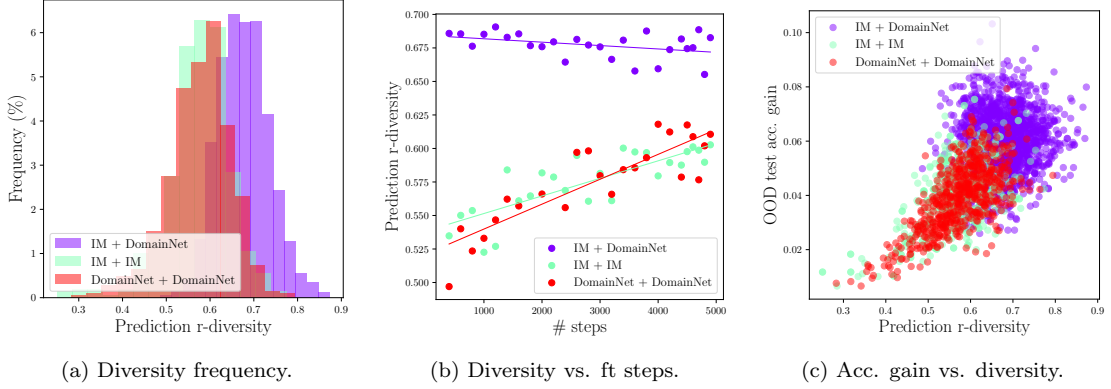 6
5
4
3
2
1
0
Frequency (%)
IM + DomainNet
IM + IM
DomainNet + DomainNet
0.3 0.4 0.5 0.6 0.7 0.8 0.9
Prediction r-diversity
(a) Diversity frequency.
0.700
0.675
0.650
0.625
0.600
0.575
0.550
0.525
0.500
Prediction r-diversity
IM + DomainNet
IM + IM
DomainNet + DomainNet
1000 2000 3000 4000 5000
# steps
(b) Diversity vs. ft steps.
0.10
0.08
0.06
0.04
0.02
OOD test acc. gain
IM + DomainNet
IM + IM
DomainNet + DomainNet
0.3 0.4 0.5 0.6 0.7 0.8 0.9
Prediction r-diversity
(c) Acc. gain vs. diversity.